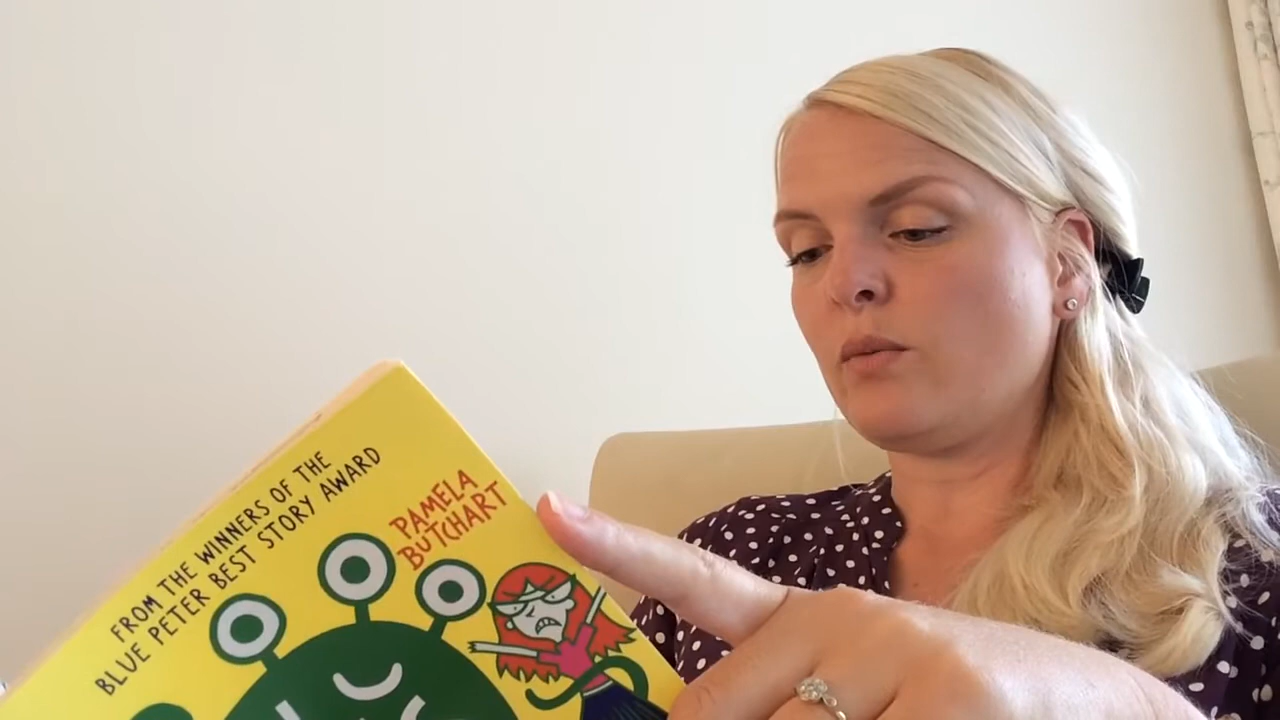 FROM THE WINNERS OF THE
BLUE PETER BEST STORY AWARD
PAMELA
BUTCHART